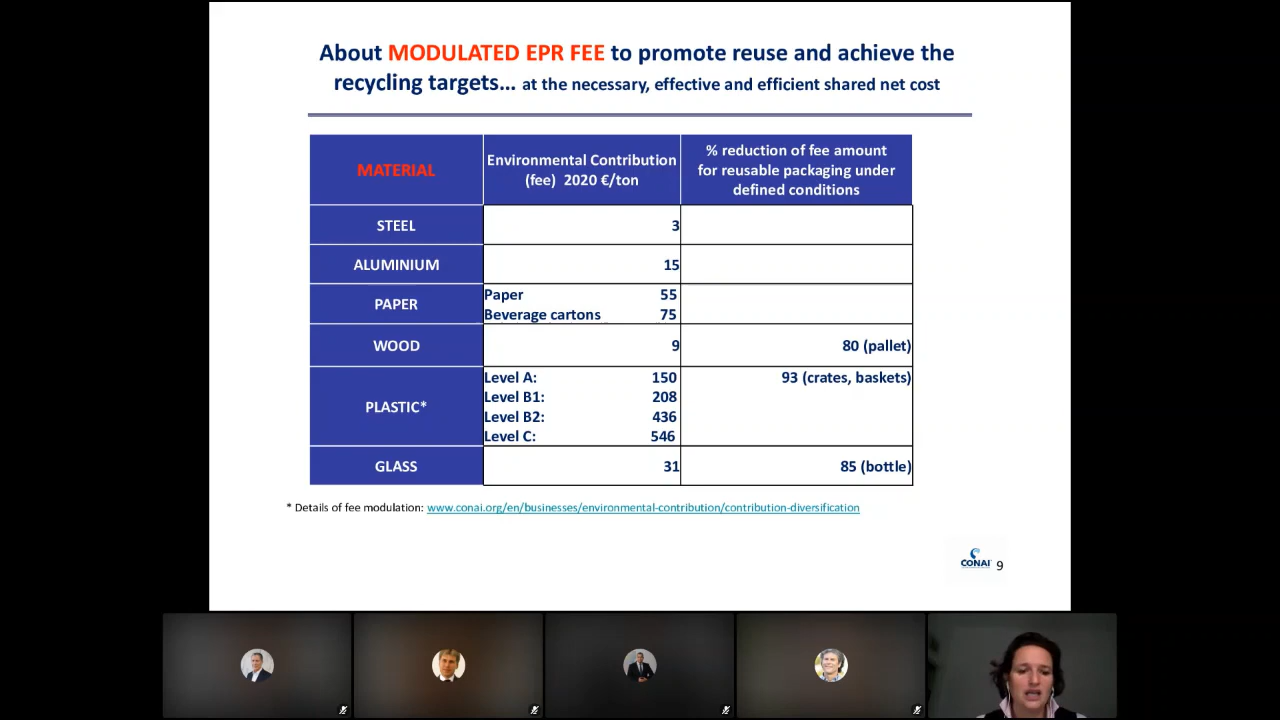 About MODULATED EPR FEE to promote reuse and achieve the
recycling targets... at the necessary, effective and efficient shared net cost
MATERIAL
Environmental Contribution
(fee) 2020 €/ton
% reduction of fee amount
for reusable packaging under
defined conditions
STEEL
3
ALUMINIUM
15
PAPER
Paper 55
Beverage cartons 75
WOOD
9
80 (pallet)
PLASTIC*
Level A: 150
Level B1: 208
Level B2: 436
Level C: 546
93 (crates, baskets)
GLASS
31
85 (bottle)
* Details of fee modulation: www.conai.org/en/businesses/environmental-contribution/contribution-diversification
CONAI
9